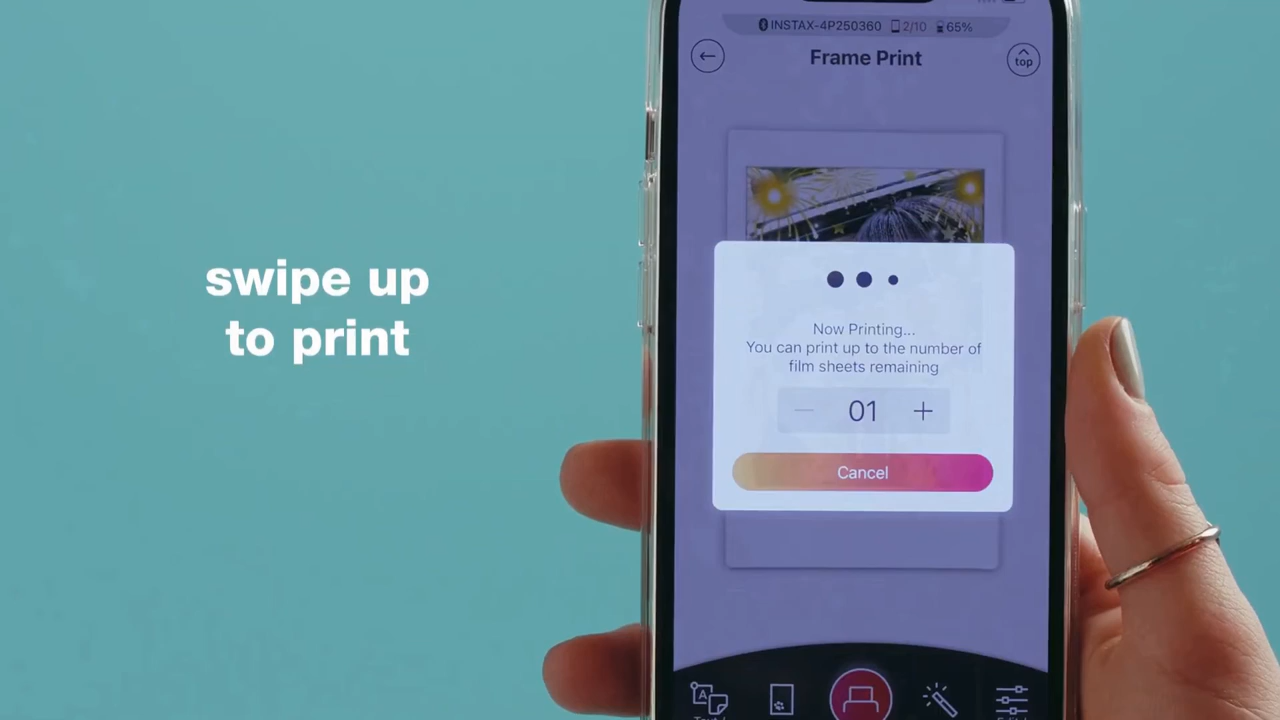 INSTAX-4P250360 2/10 65%
Frame Print
top
swipe up
to print
Now Printing...
You can print up to the number of
film sheets remaining
01
Cancel